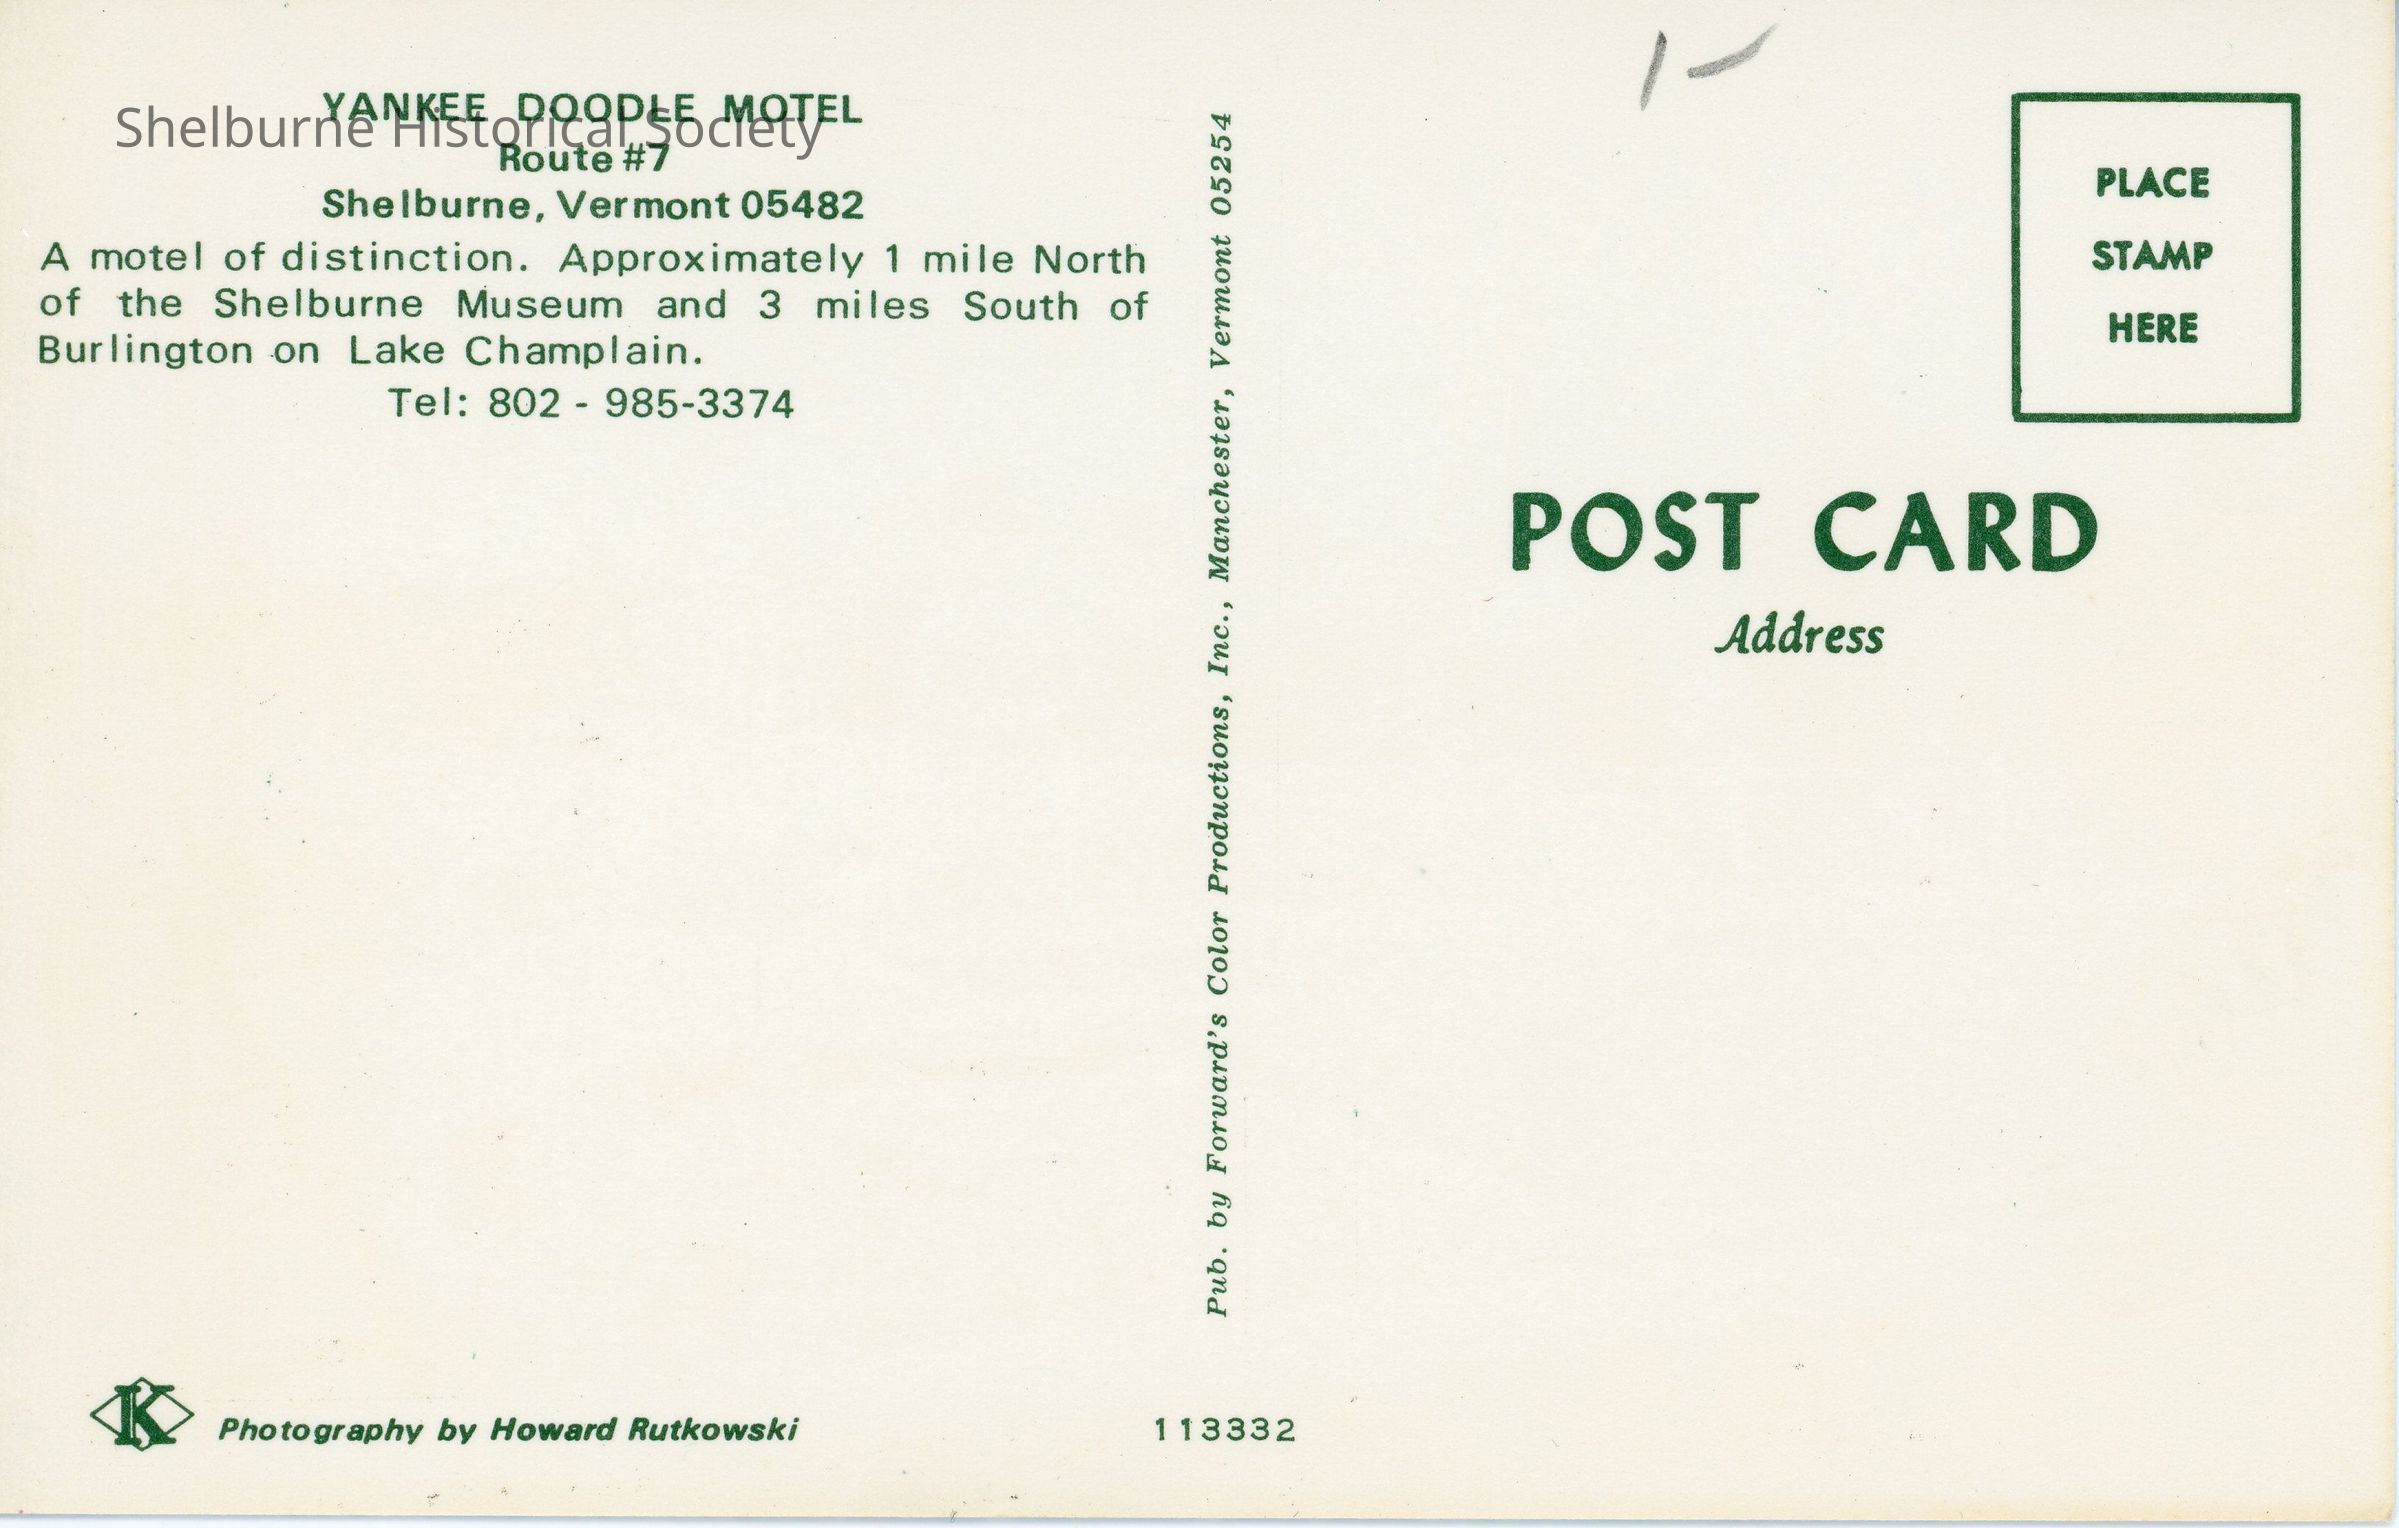 YANKEE DOODLE MOTEL
Shelburne Historical Society
Route #7
Shelburne, Vermont 05482
A motel of distinction. Approximately 1 mile North
of the Shelburne Museum and 3 miles South of
Burlington on Lake Champlain.
Tel: 802 - 985-3374
K
Photography by Howard Rutkowski
Pub. by Forward's Color Productions, Inc., Manchester, Vermont 05254
113332
1-
PLACE
STAMP
HERE
POST CARD
Address